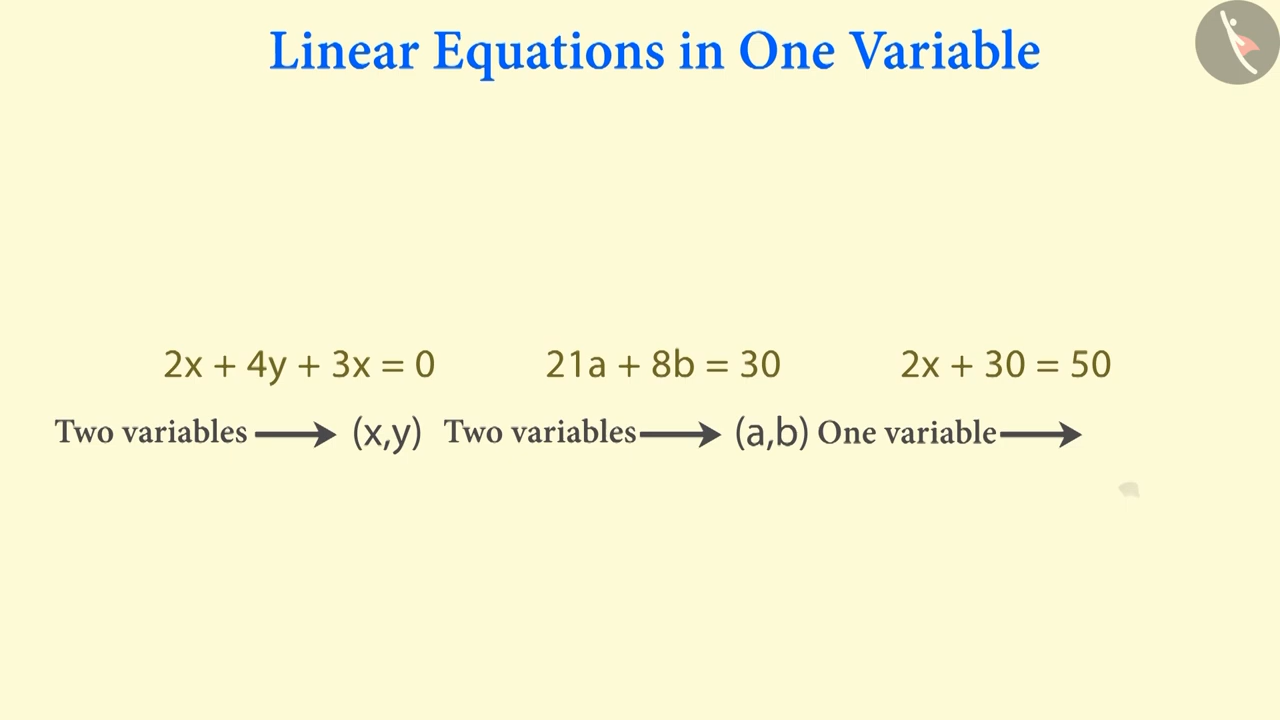 Linear Equations in One Variable
2x + 4y + 3x = 0 21a + 8b = 30 2x + 30 = 50
Two variables → (x,y) Two variables → (a,b) One variable →